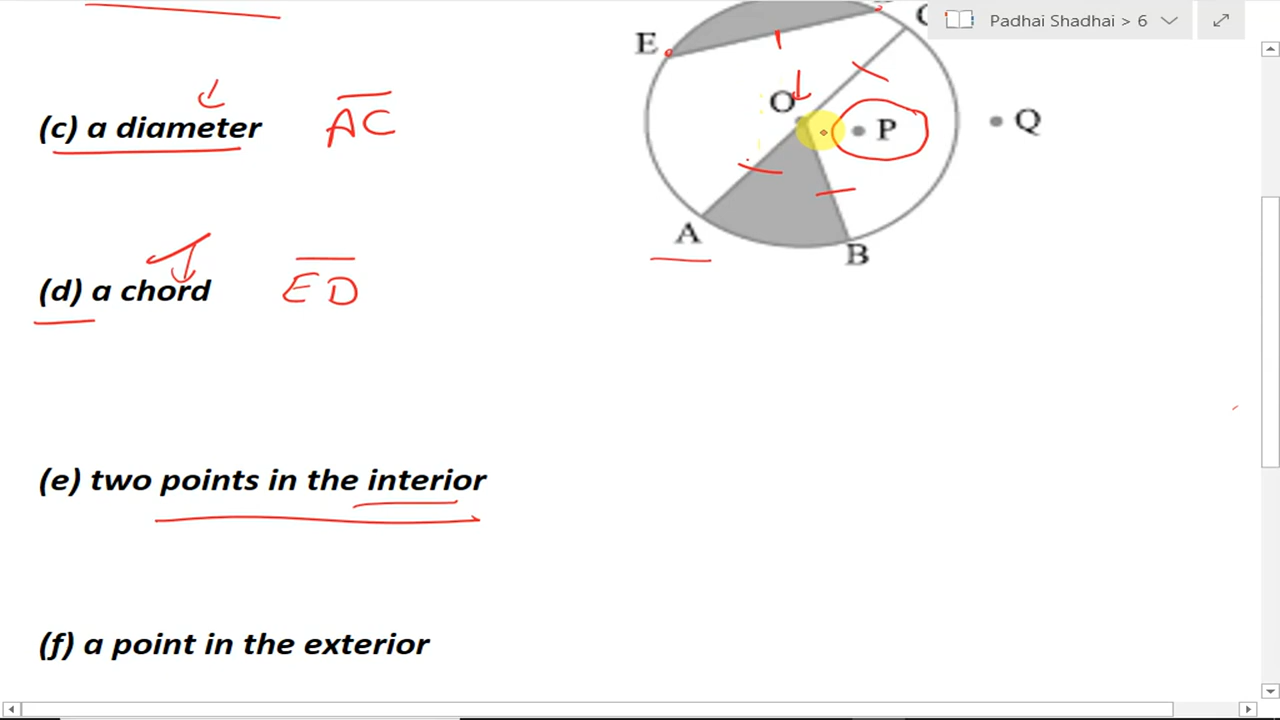 Padhai Shadhai > 6
E
O
P
Q
A
B
(c) a diameter AC
(d) a chord ED
(e) two points in the interior
(f) a point in the exterior